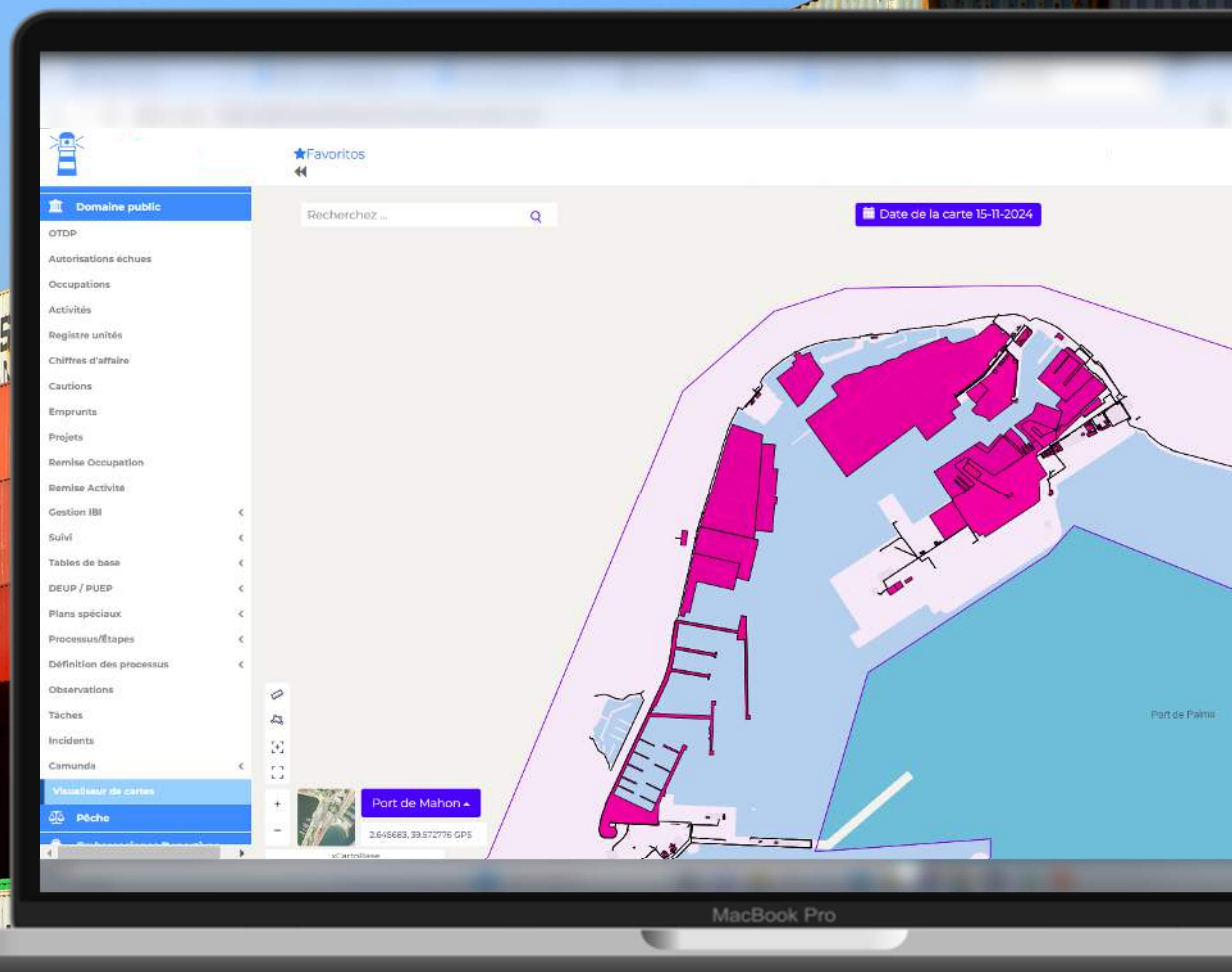 Favoritos
Domaine public
OTDP
Autorisations échues
Occupations
Activités
Registre unités
Chiffres d'affaire
Cautions
Emprunts
Projets
Remise Occupation
Remise Activité
Gestion IBI
Suivi
Tables de base
DEUP / PUEP
Plans spéciaux
Processus/Étapes
Définition des processus
Observations
Tâches
Incidents
Camunda
Visualiseur de cartes
Pêche
Recherchez ...
Date de la carte 15-11-2024
Port de Palma
Port de Mahon
2.645683, 39.572776 GPS
xCartoBase
MacBook Pro